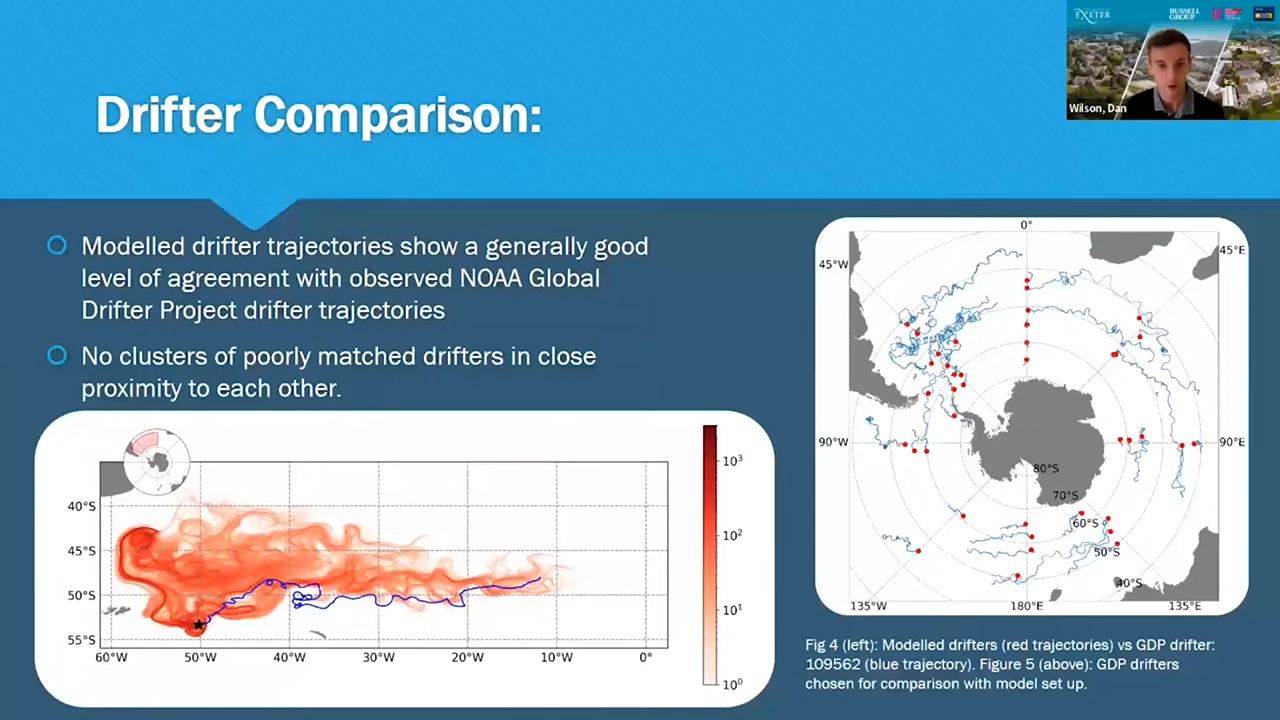 EXETER
RUSSELL
GROUP
Wilson, Dan
Drifter Comparison:
Modelled drifter trajectories show a generally good
level of agreement with observed NOAA Global
Drifter Project drifter trajectories
No clusters of poorly matched drifters in close
proximity to each other.
40°S
45°S
50°S
55°S
60°W 50°W 40°W 30°W 20°W 10°W 0°
10³
10²
10¹
10⁰
0°
45°W
45°E
90°W
90°E
80°S
70°S
60°S
50°S
40°S
135°W 180°E 135°E
Fig 4 (left): Modelled drifters (red trajectories) vs GDP drifter:
109562 (blue trajectory). Figure 5 (above): GDP drifters
chosen for comparison with model set up.